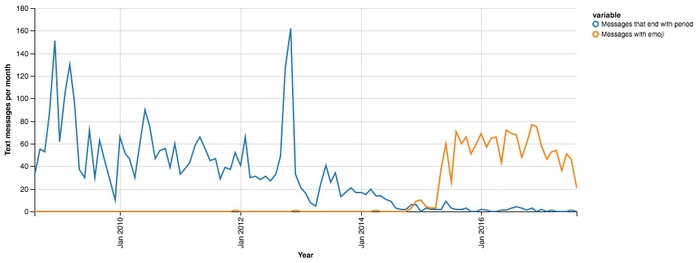 180
variable
Messages that end with period
Messages with emoji
160
140
120
100
80
60
40
20
0
Text messages per month
Jan 2010
Jan 2012
Jan 2014
Jan 2016
Year